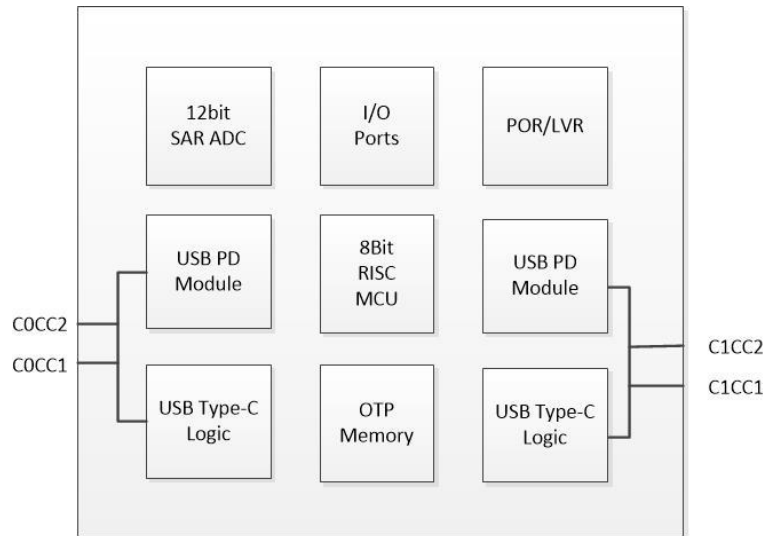 12bit
SAR ADC
I/O
Ports
POR/LVR
USB PD
Module
8Bit
RISC
MCU
USB PD
Module
C0CC2
C0CC1
C1CC2
C1CC1
USB Type-C
Logic
OTP
Memory
USB Type-C
Logic